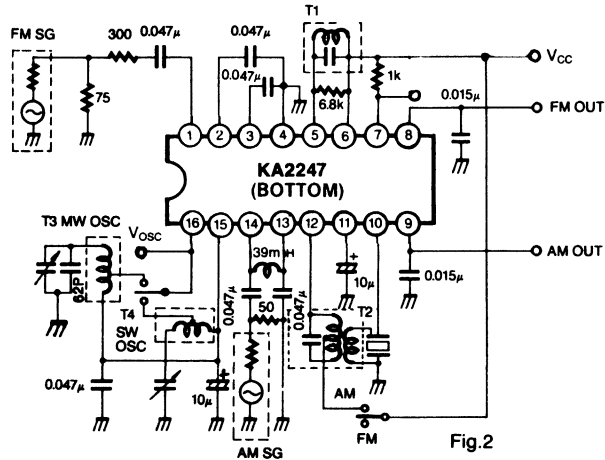 FM SG
300
0.047μ
75
0.047μ
0.047μ
T1
6.8k
1k
VCC
FM OUT
0.015μ
1 2 3 4 5 6 7 8
KA2247
(BOTTOM)
16 15 14 13 12 11 10 9
T3 MW OSC
VOSC
62P
T4
SW
OSC
39mH
0.047μ
50
0.047μ
10μ
T2
0.015μ
AM OUT
0.047μ
10μ
AM SG
AM
FM
Fig.2